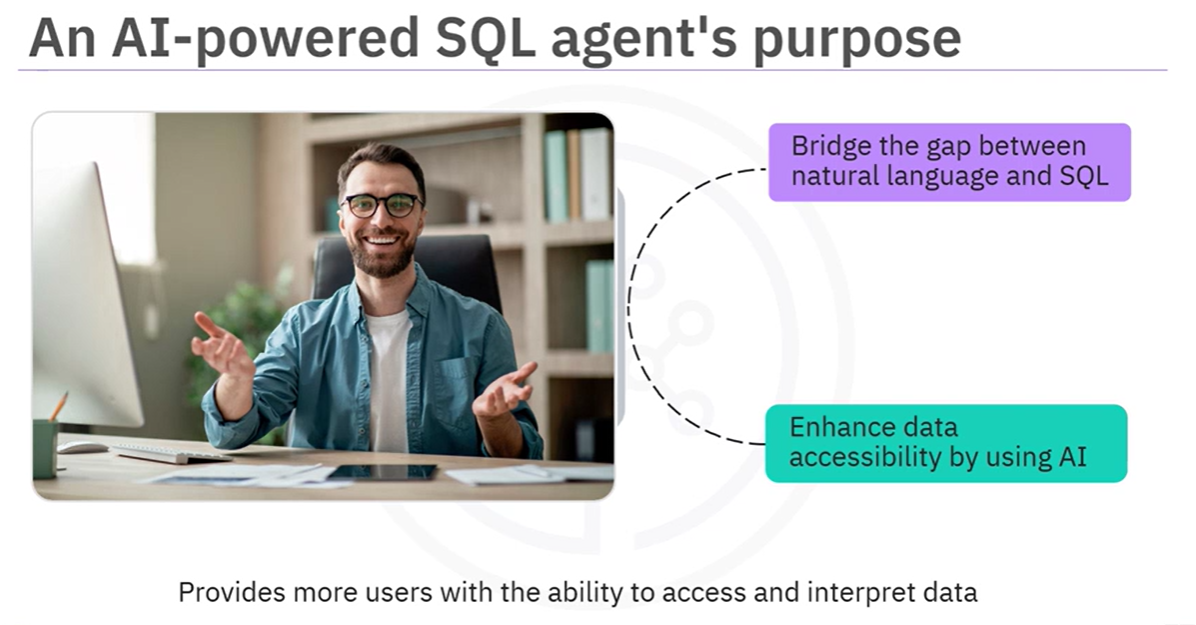 An AI-powered SQL agent's purpose
Bridge the gap between
natural language and SQL
Enhance data
accessibility by using AI
Provides more users with the ability to access and interpret data